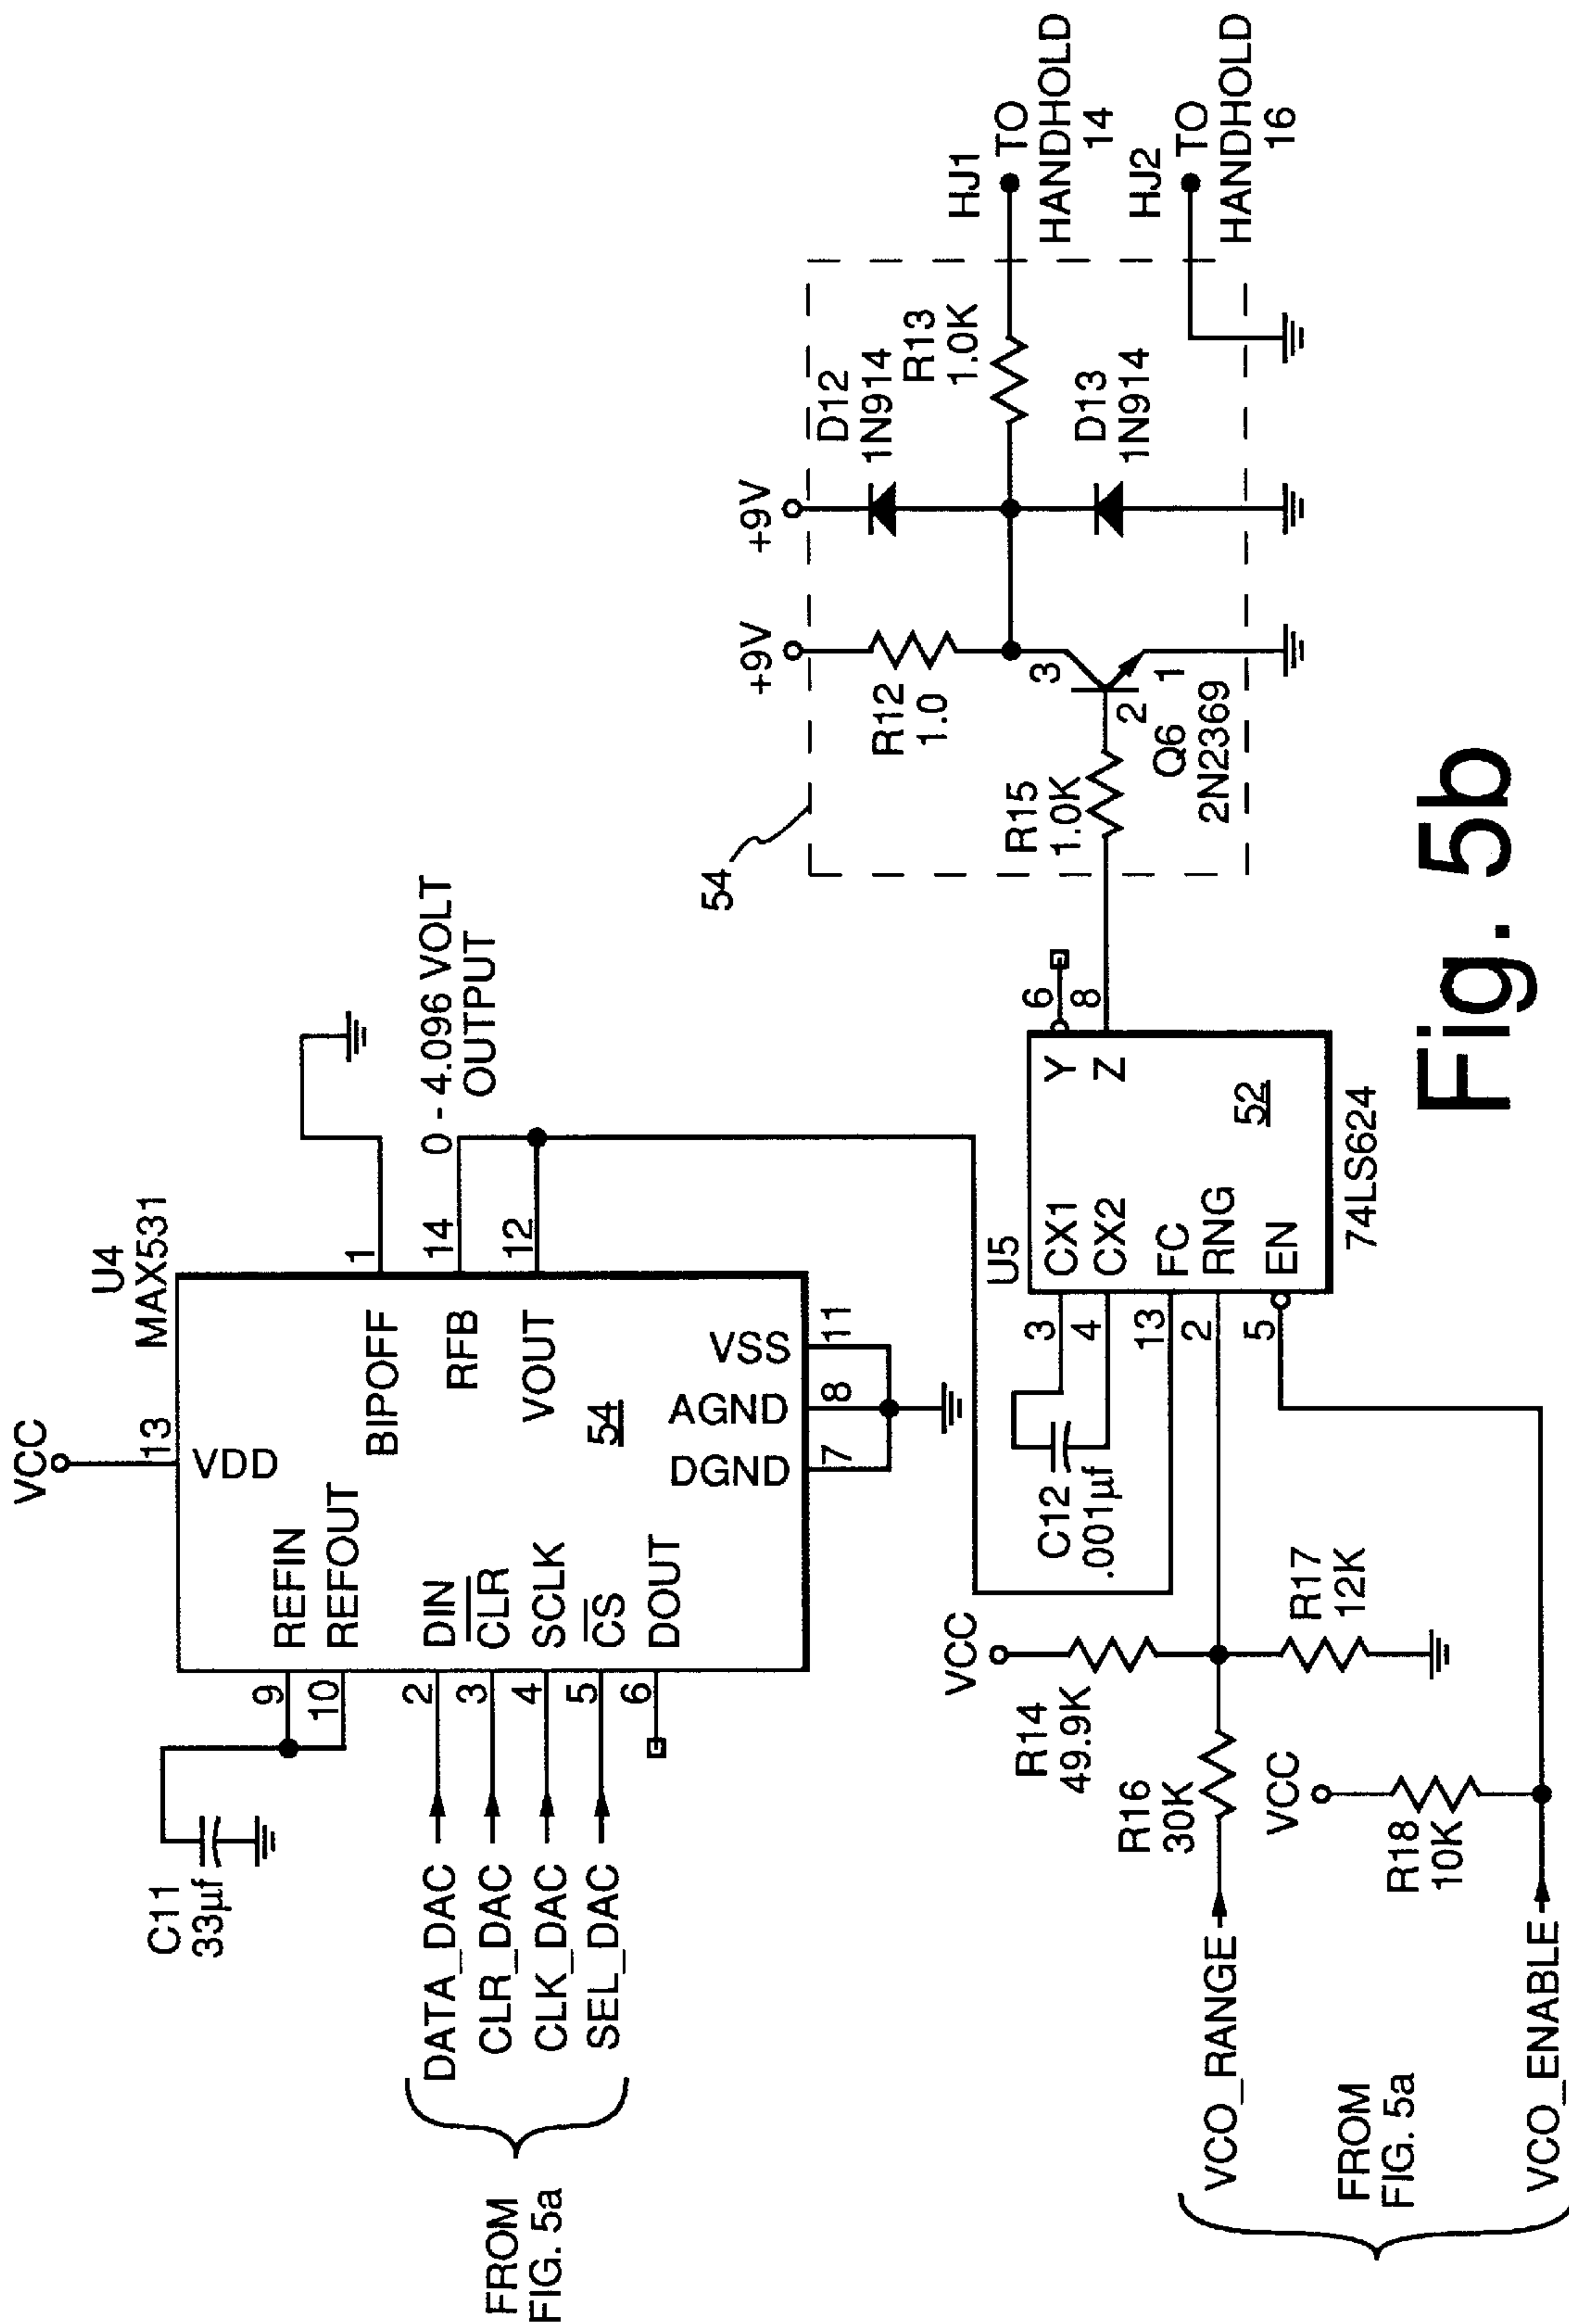 VCC
13
U4
MAX531
C11
33µf
9
10
REFIN
REFOUT
VDD
BIPOFF
1
RFB
14
0 - 4.096 VOLT
OUTPUT
VOUT
12
FROM
FIG. 5a
DATA_DAC
CLR_DAC
CLK_DAC
SEL_DAC
2
3
4
5
6
DIN
CLR
SCLK
CS
DOUT
54
DGND
AGND
VSS
7
8
11
54
+9V
+9V
R12
1.0
D12
1N914
R13
1.0K
HJ1
TO
HANDHOLD
14
D13
1N914
HJ2
TO
HANDHOLD
16
R15
1.0K
3
2
1
Q6
2N2369
U5
C12
.001µf
3
4
13
2
5
CX1
CX2
FC
RNG
EN
Y
Z
6
8
52
74LS624
VCC
R14
49.9K
R16
30K
R17
12K
VCC
R18
10K
VCO_RANGE
FROM
FIG. 5a
VCO_ENABLE
Fig. 5b